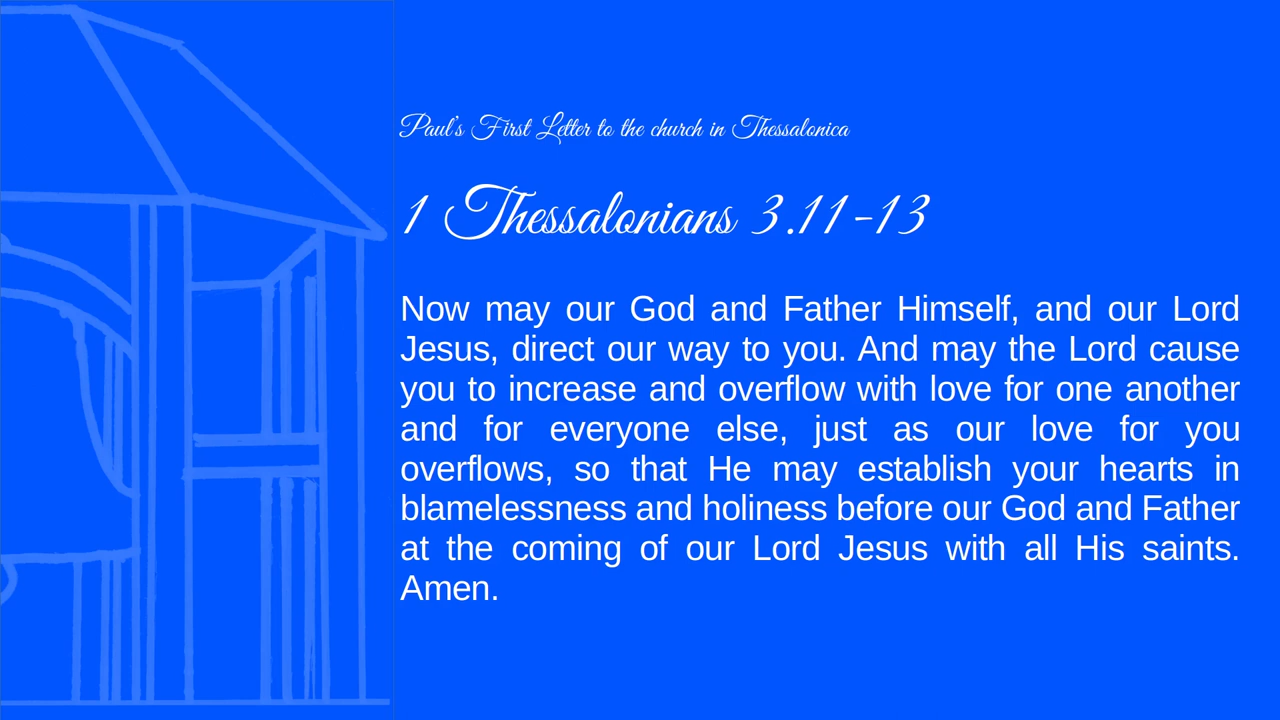 Paul's First Letter to the church in Thessalonica
1 Thessalonians 3.11-13
Now may our God and Father Himself, and our Lord
Jesus, direct our way to you. And may the Lord cause
you to increase and overflow with love for one another
and for everyone else, just as our love for you
overflows, so that He may establish your hearts in
blamelessness and holiness before our God and Father
at the coming of our Lord Jesus with all His saints.
Amen.